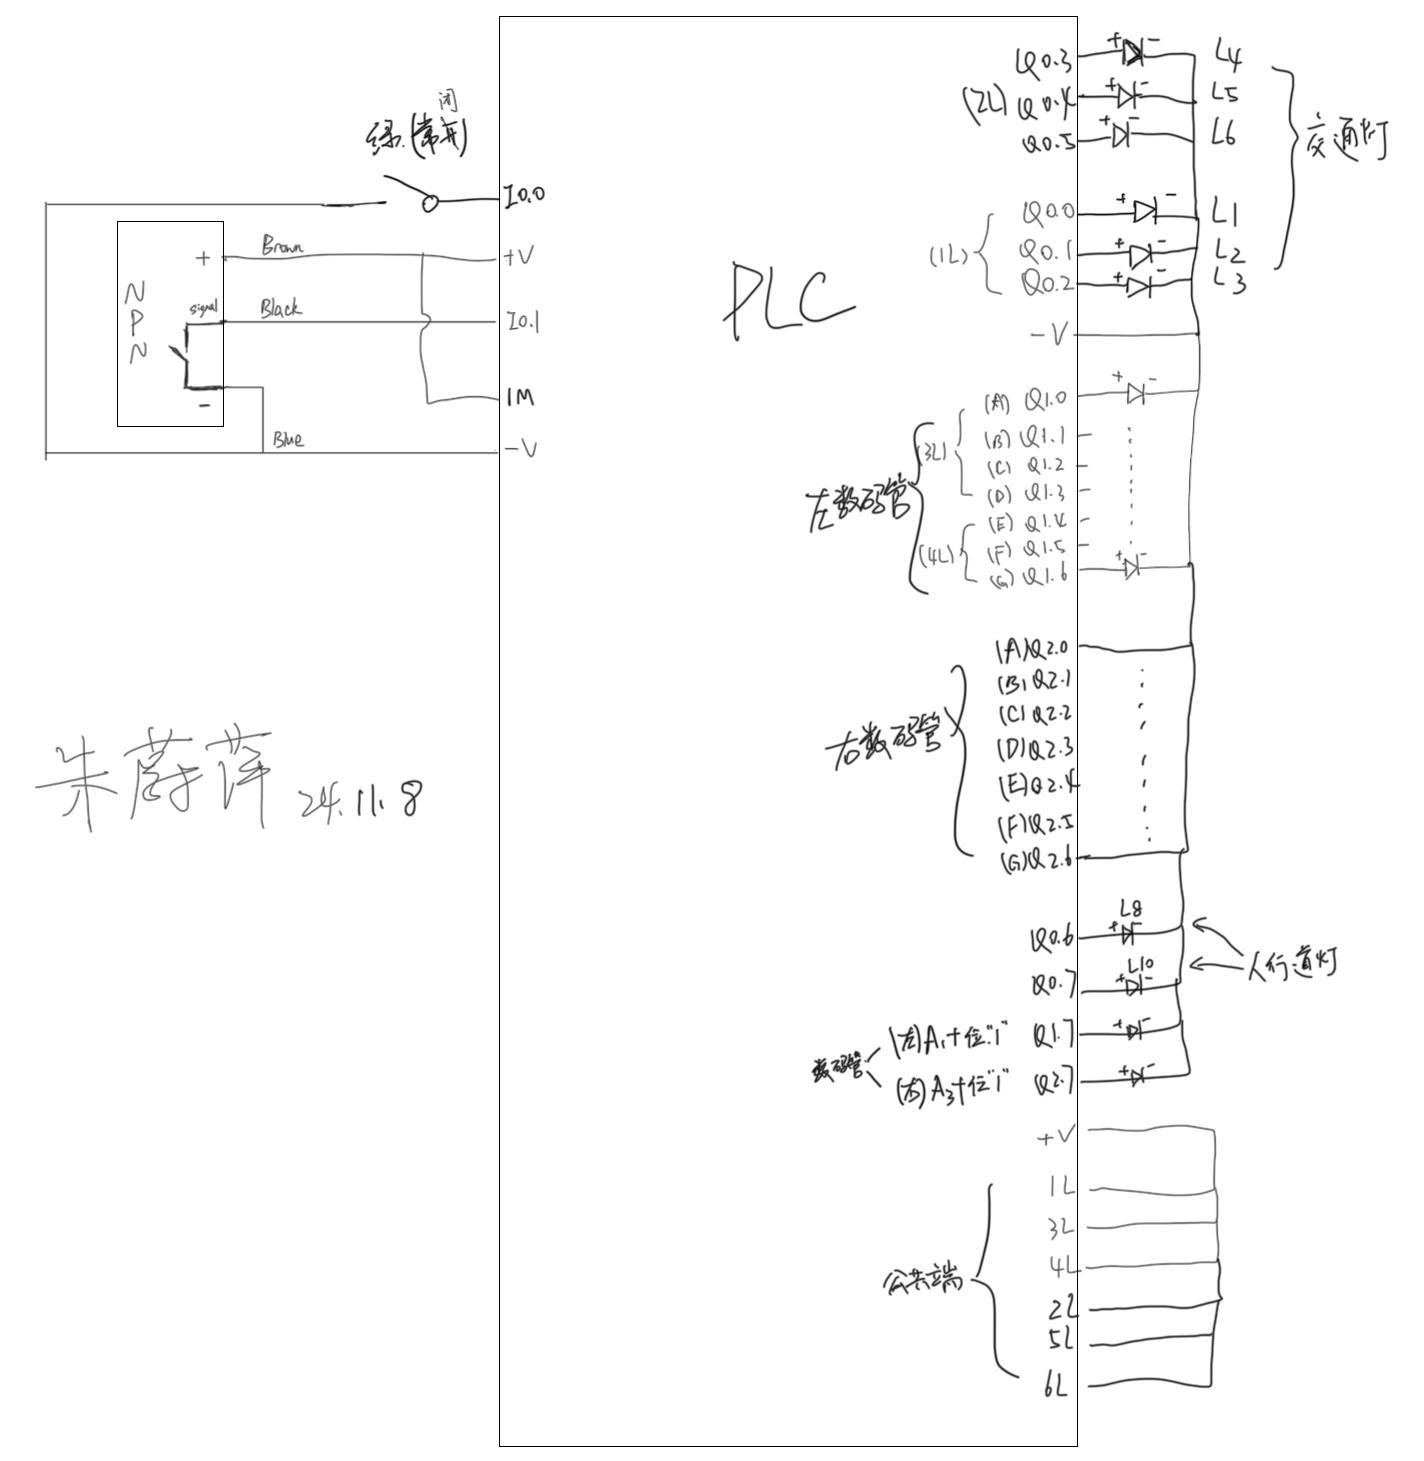 闭
绿(常开)
I0.0
+
Brown
+V
NPN
signal
Black
I0.1
1M
-
Blue
-V
朱蔚萍 24.11.8
PLC
Q0.3 + - L4
(2L) Q0.4 + - L5
Q0.5 + - L6
交通灯
Q0.0 + - L1
(1L) Q0.1 + - L2
Q0.2 + - L3
-V
左数码管
(3L)
(A) Q1.0 + -
(B) Q1.1
(C) Q1.2
(D) Q1.3
(4L)
(E) Q1.4
(F) Q1.5
(G) Q1.6 + -
右数码管
(A) Q2.0
(B) Q2.1
(C) Q2.2
(D) Q2.3
(E) Q2.4
(F) Q2.5
(G) Q2.6
L8
Q0.6 + -
L10
Q0.7 + -
人行道灯
数码管
(左)A1十位"1" Q1.7 + -
(右)A3十位"1" Q2.7 + -
+V
公共端
1L
3L
4L
2L
5L
6L